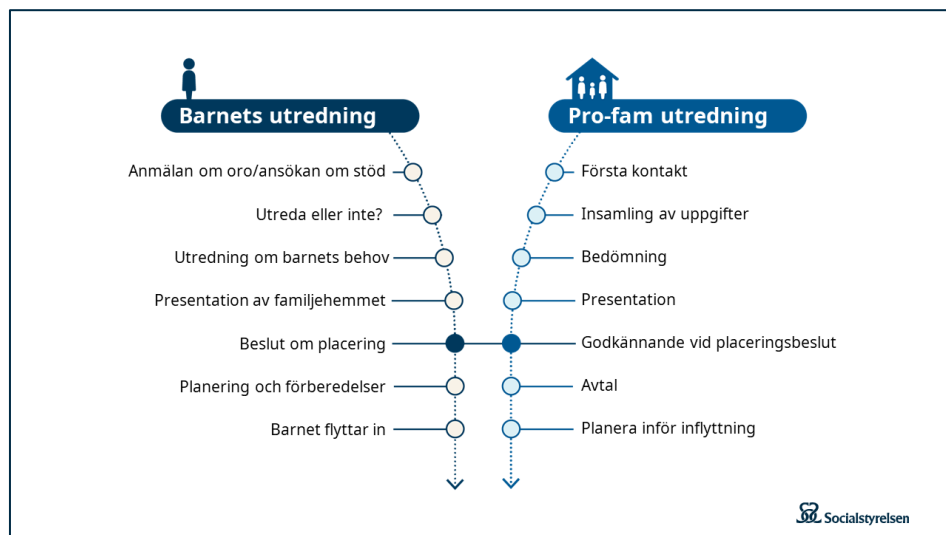 Barnets utredning
Anmälan om oro/ansökan om stöd
Utreda eller inte?
Utredning om barnets behov
Presentation av familjehemmet
Beslut om placering
Planering och förberedelser
Barnet flyttar in
Pro-fam utredning
Första kontakt
Insamling av uppgifter
Bedömning
Presentation
Godkännande vid placeringsbeslut
Avtal
Planera inför inflyttning
Socialstyrelsen